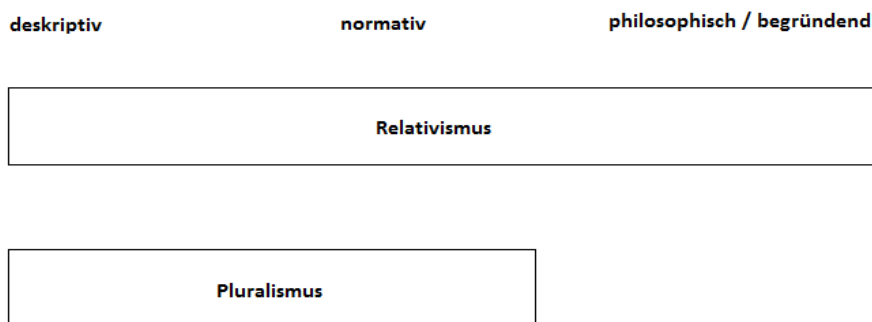 deskriptiv normativ philosophisch / begründend
Relativismus
Pluralismus